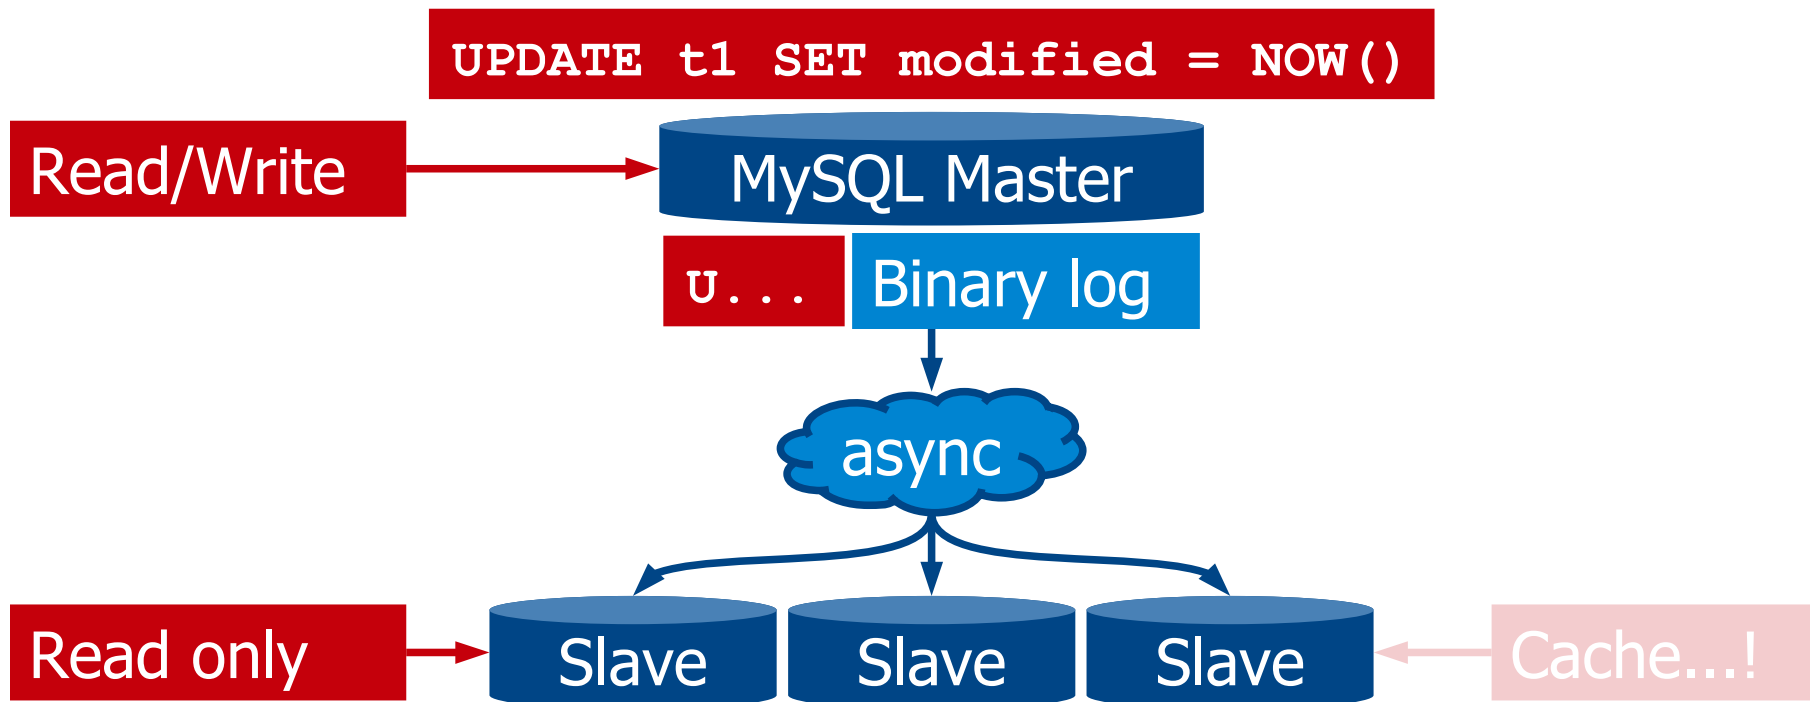 UPDATE t1 SET modified = NOW()
Read/Write
MySQL Master
U...
Binary log
async
Read only
Slave
Slave
Slave
Cache...!